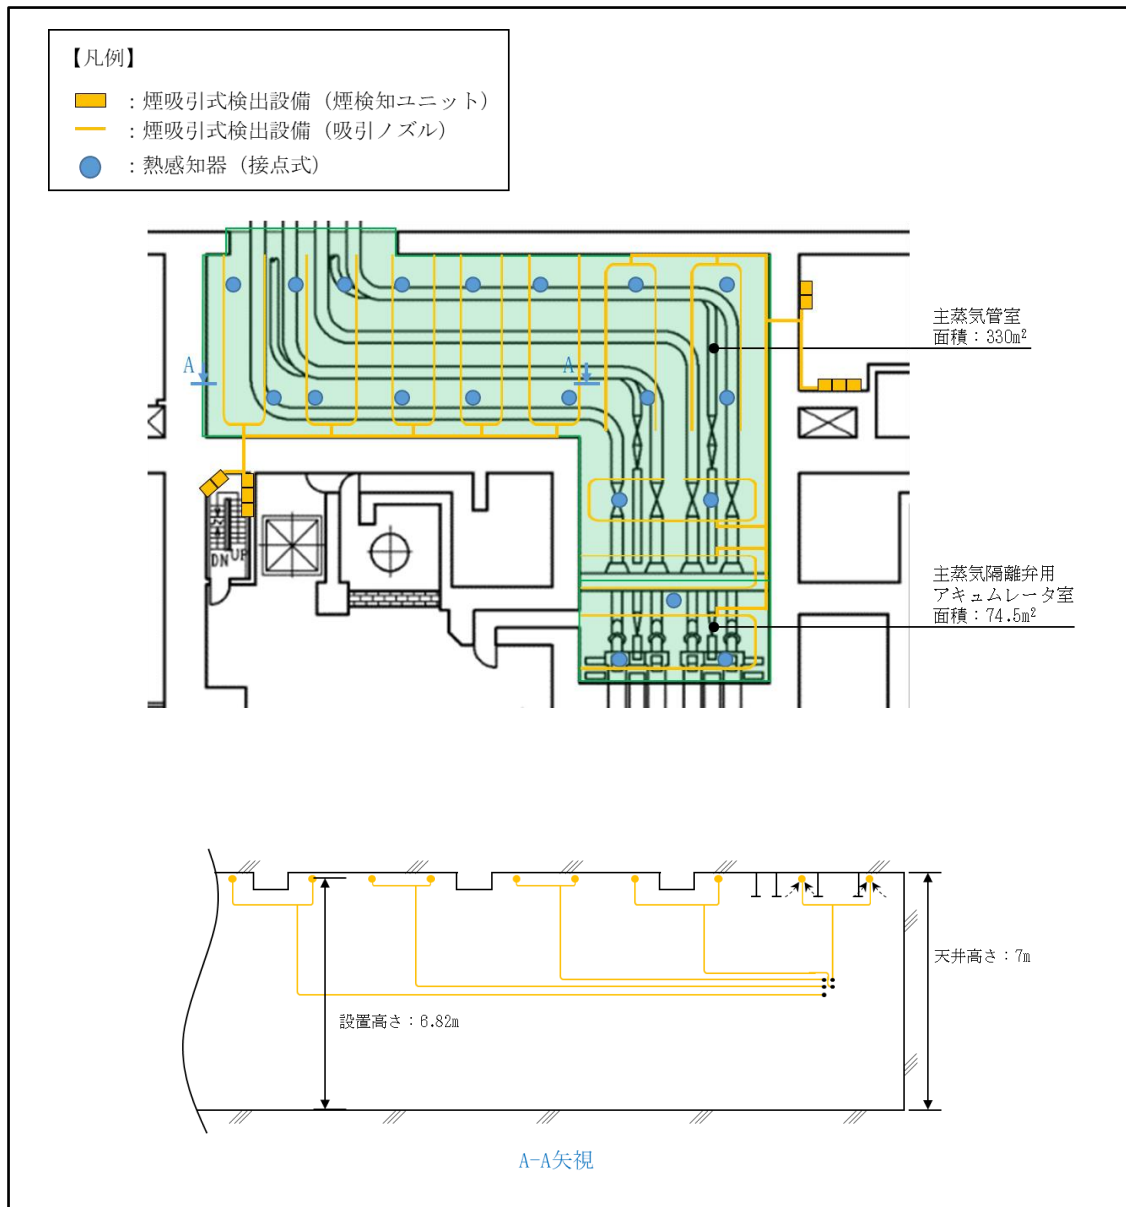 【凡例】
：煙吸引式検出設備（煙検知ユニット）
：煙吸引式検出設備（吸引ノズル）
：熱感知器（接点式）
主蒸気管室
面積：330m²
A
A
DN
UP
主蒸気隔離弁用
アキュムレータ室
面積：74.5m²
天井高さ：7m
設置高さ：6.82m
A-A矢視